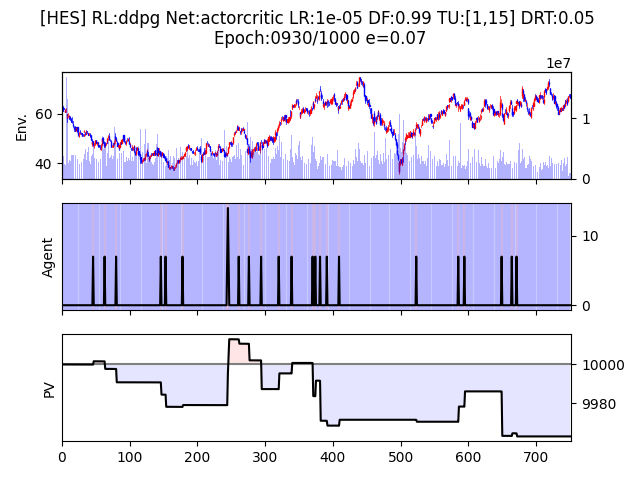 [HES] RL:ddpg Net:actorcritic LR:1e-05 DF:0.99 TU:[1,15] DRT:0.05
Epoch:0930/1000 e=0.07
1e7
Env.
60
40
1
0
Agent
10
0
PV
10000
9980
0 100 200 300 400 500 600 700